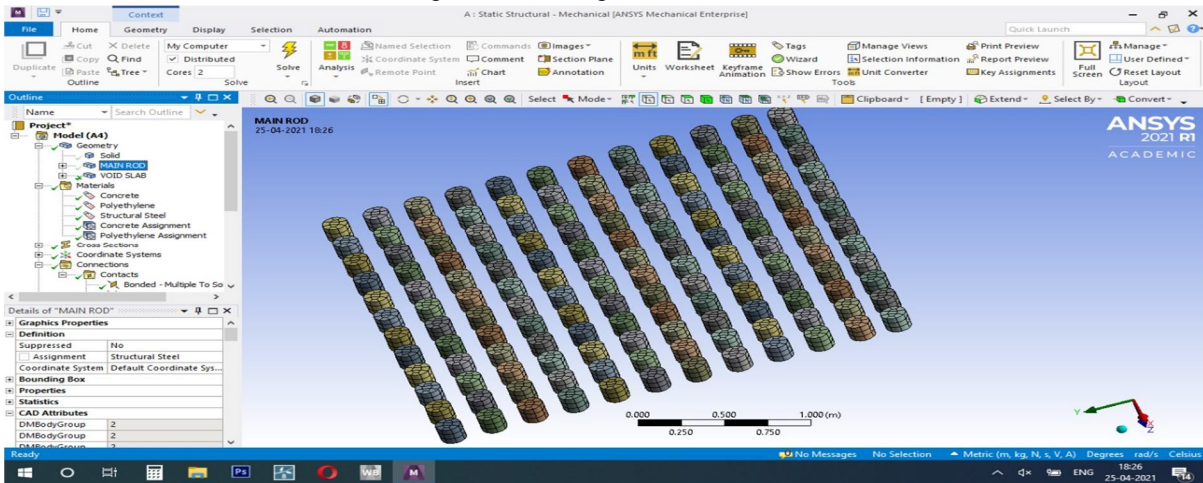 Context
A : Static Structural - Mechanical [ANSYS Mechanical Enterprise]
File Home Geometry Display Selection Automation Quick Launch
Duplicate
Cut
Copy
Paste
Delete
Find
Tree
Outline
My Computer
Distributed
Cores 2
Solve
Solve
Analysis
Named Selection
Coordinate System
Remote Point
Commands
Comment
Chart
Images
Section Plane
Annotation
Insert
Units
Worksheet
Keyframe
Animation
Tags
Wizard
Show Errors
Manage Views
Selection Information
Unit Converter
Print Preview
Report Preview
Key Assignments
Tools
Full
Screen
Manage
User Defined
Reset Layout
Layout
Outline
Select Mode Clipboard [ Empty ] Extend Select By Convert
Name Search Outline
Project*
Model (A4)
Geometry
Solid
MAIN ROD
VOID SLAB
Materials
Concrete
Polyethylene
Structural Steel
Concrete Assignment
Polyethylene Assignment
Cross Sections
Coordinate Systems
Connections
Contacts
Bonded - Multiple To So
Details of "MAIN ROD"
Graphics Properties
Definition
Suppressed No
Assignment Structural Steel
Coordinate System Default Coordinate Sys...
Bounding Box
Properties
Statistics
CAD Attributes
DMBodyGroup 2
DMBodyGroup 2
DMBodyGroup 2
MAIN ROD
25-04-2021 18:26
ANSYS
2021 R1
ACADEMIC
0.000 0.500 1.000 (m)
0.250 0.750
Y
X
Z
Ready No Messages No Selection Metric (m, kg, N, s, V, A) Degrees rad/s Celsius
Ps WB M ENG 18:26
25-04-2021
14